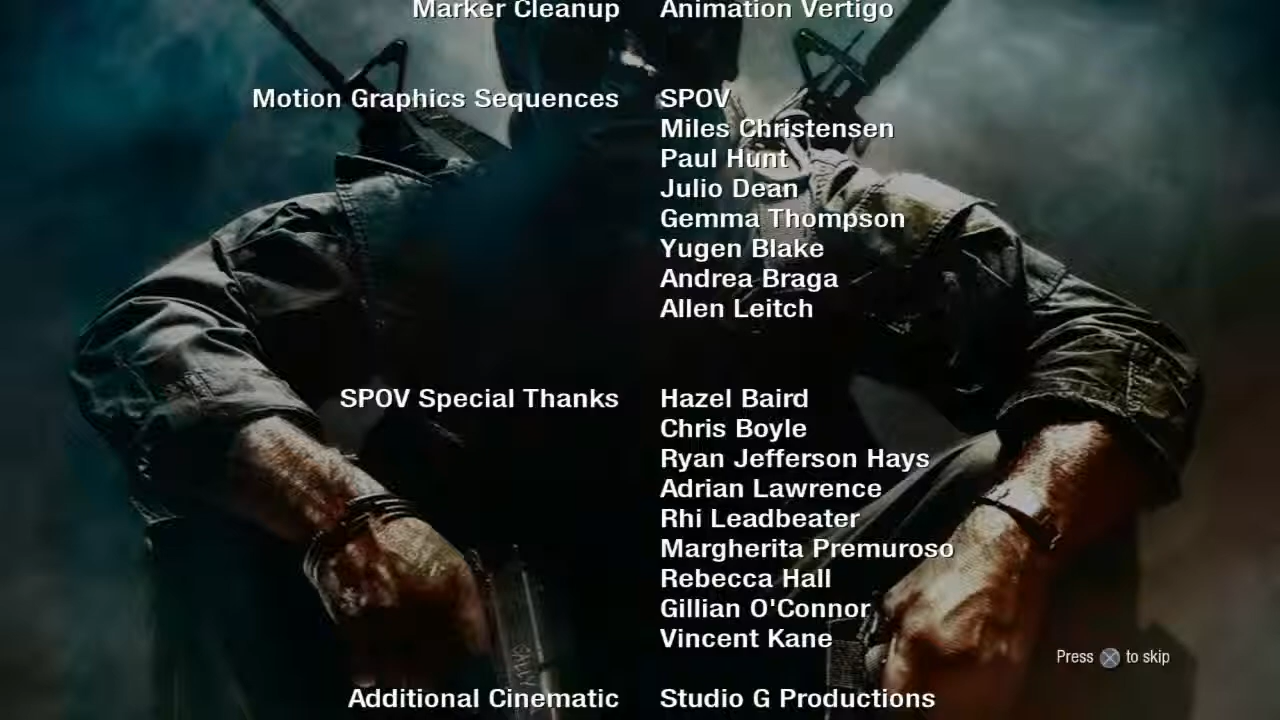 Marker Cleanup Animation Vertigo
Motion Graphics Sequences SPOV
Miles Christensen
Paul Hunt
Julio Dean
Gemma Thompson
Yugen Blake
Andrea Braga
Allen Leitch
SPOV Special Thanks Hazel Baird
Chris Boyle
Ryan Jefferson Hays
Adrian Lawrence
Rhi Leadbeater
Margherita Premuroso
Rebecca Hall
Gillian O'Connor
Vincent Kane
Press to skip
Additional Cinematic Studio G Productions